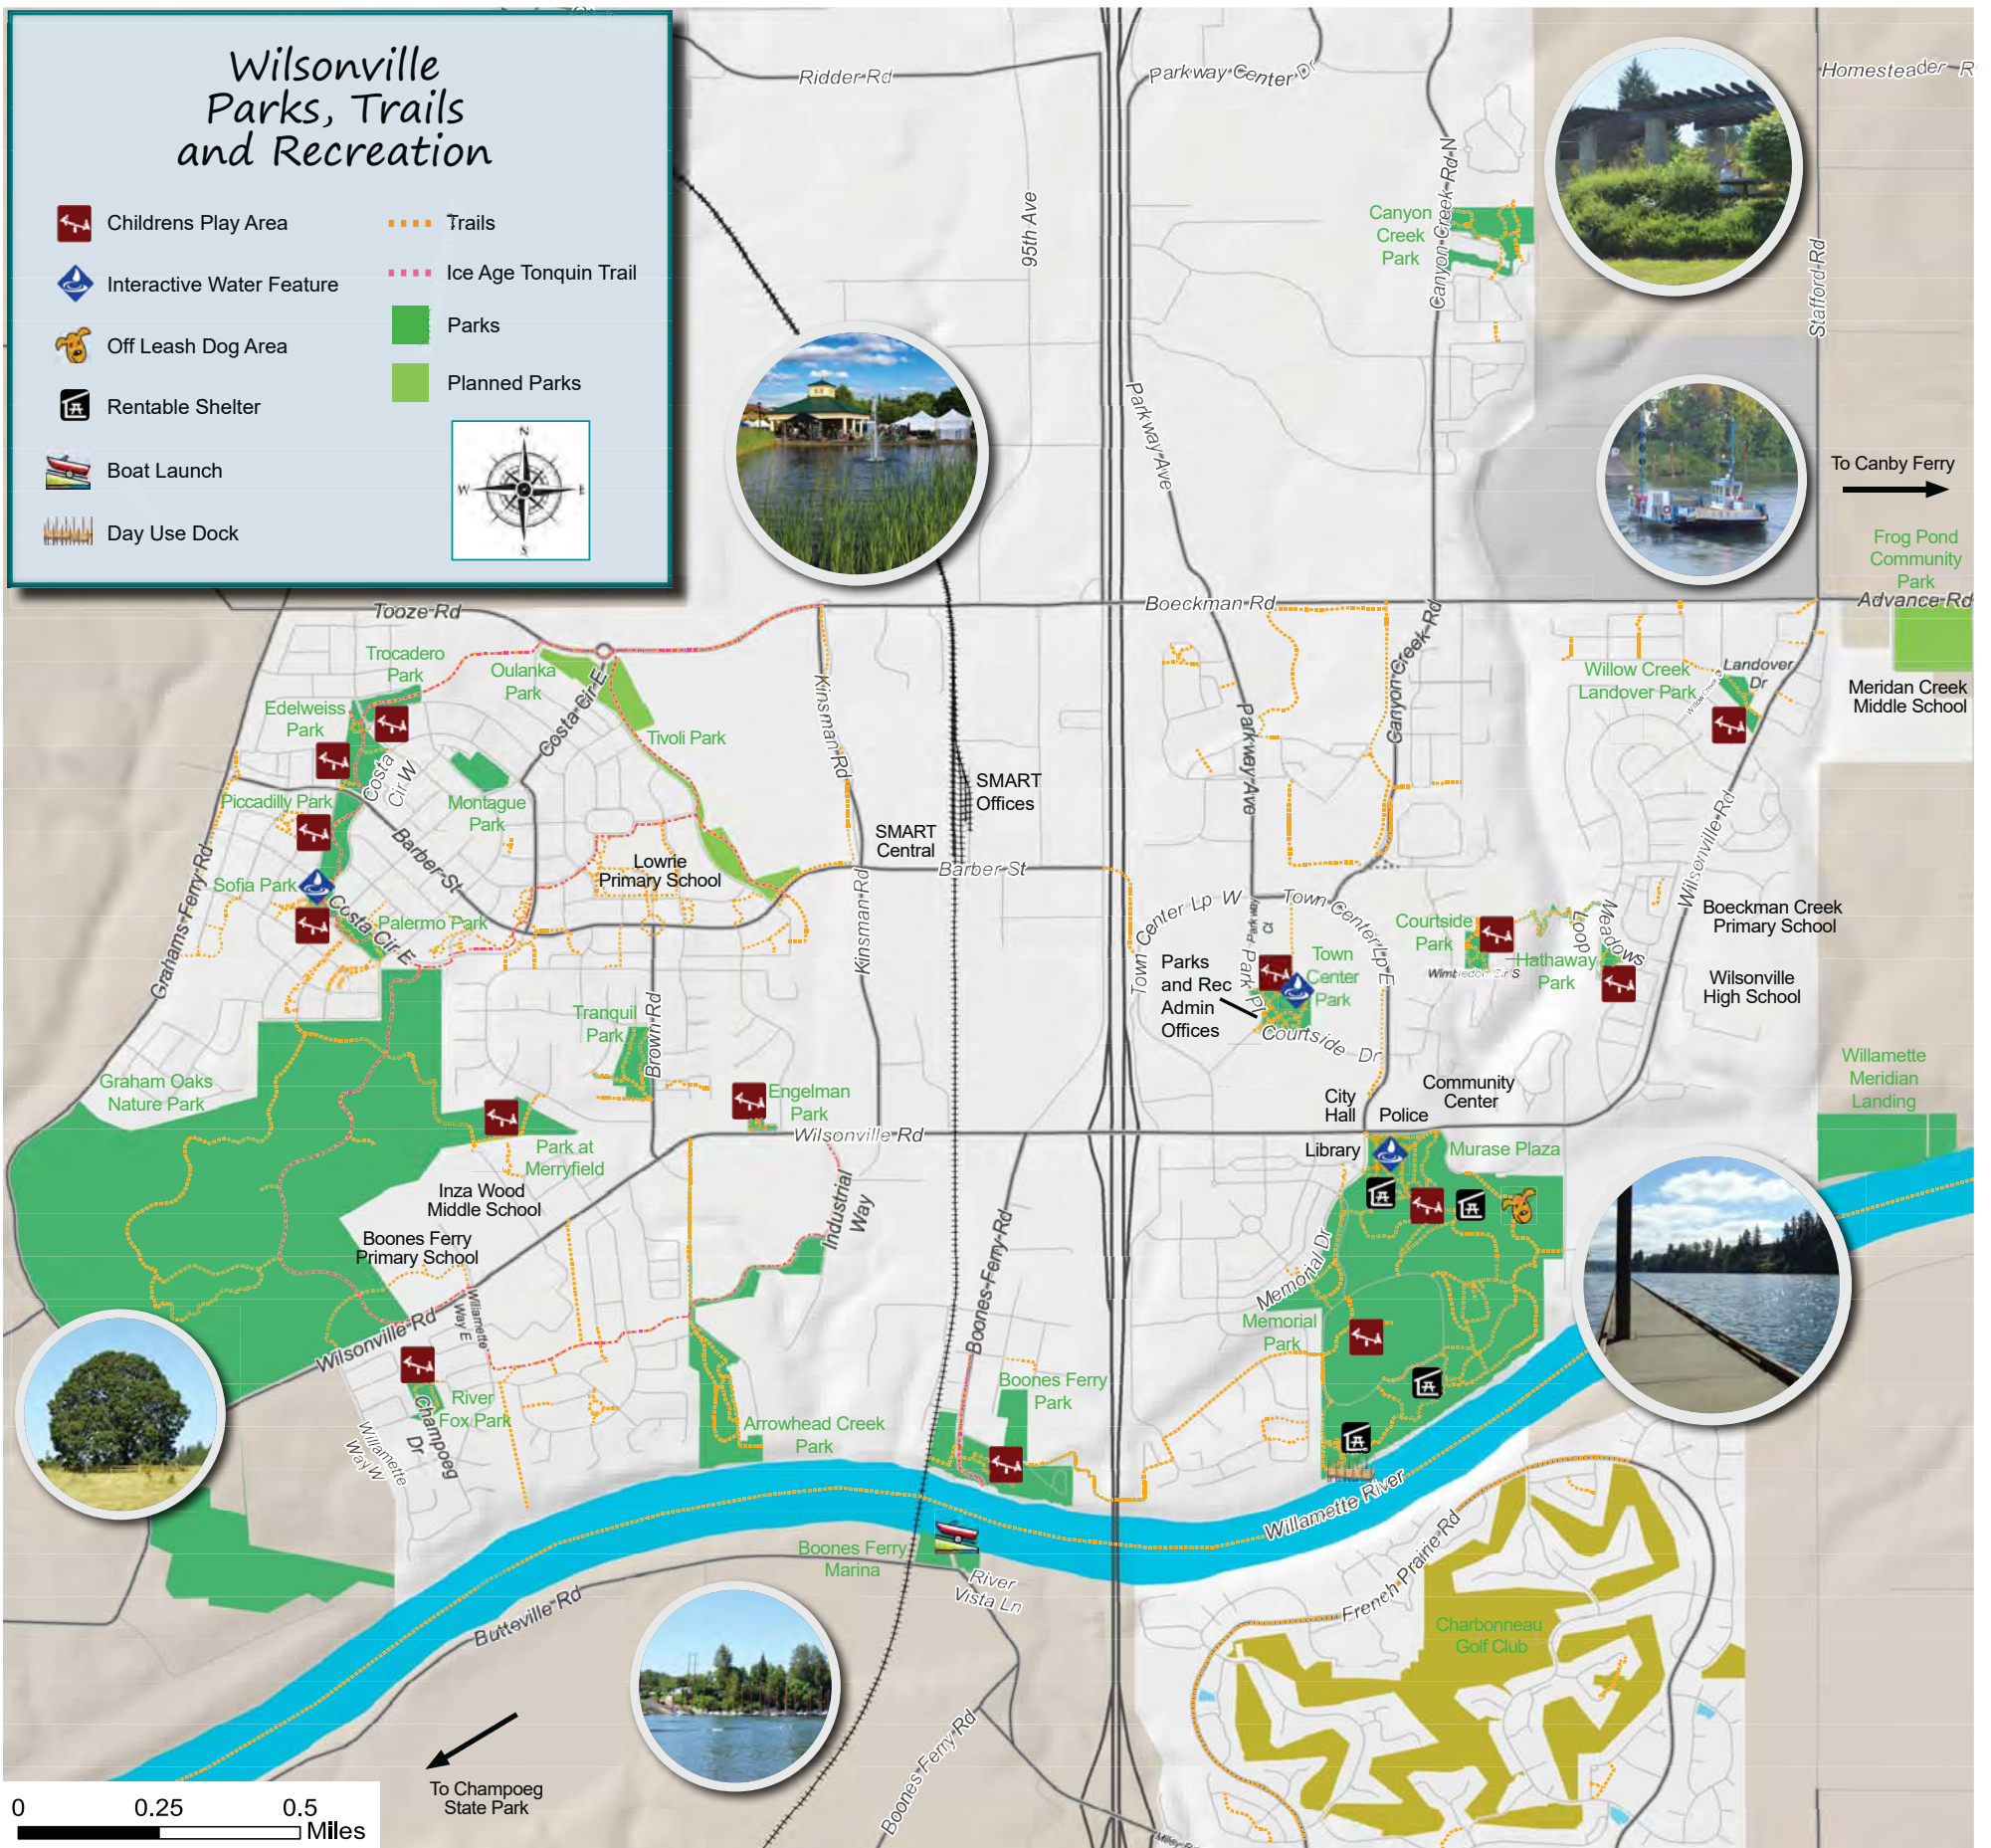 Wilsonville
Parks, Trails
and Recreation
Childrens Play Area
Interactive Water Feature
Off Leash Dog Area
Rentable Shelter
Boat Launch
Day Use Dock
Trails
Ice Age Tonquin Trail
Parks
Planned Parks
N
W
E
S
Ridder Rd
Parkway Center Dr
Homesteader R
95th Ave
Canyon Creek Rd N
Canyon
Creek
Park
Stafford Rd
Parkway Ave
To Canby Ferry
Frog Pond
Community
Park
Advance Rd
Tooze Rd
Boeckman Rd
Trocadero
Park
Oulanka
Park
Costa Cir E
Edelweiss
Park
Costa
Cir W
Tivoli Park
Kinsman Rd
Parkway Ave
Canyon Creek Rd
Willow Creek
Landover Park
Landover
Dr
Willow Creek Dr
Meridan Creek
Middle School
Piccadilly Park
Montague
Park
SMART
Offices
SMART
Central
Barber St
Barber St
Lowrie
Primary School
Wilsonville Rd
Grahams Ferry Rd
Sofia Park
Costa Cir E
Palermo Park
Kinsman Rd
Town Center Lp W
Parkway
Ct
Town Center Lp E
Park Pl
Parks
and Rec
Admin
Offices
Town
Center
Park
Courtside Dr
Courtside
Park
Wimbledon Cir S
Hathaway
Park
Meadows
Loop
Boeckman Creek
Primary School
Wilsonville
High School
Tranquil
Park
Brown Rd
Graham Oaks
Nature Park
Engelman
Park
Wilsonville Rd
City
Hall
Police
Community
Center
Library
Murase Plaza
Willamette
Meridian
Landing
Park at
Merryfield
Inza Wood
Middle School
Boones Ferry
Primary School
Industrial
Way
Boones Ferry Rd
Memorial Dr
Memorial
Park
Wilsonville Rd
Willamette
Way E
River
Fox Park
Champoeg
Dr
Willamette
Way W
Arrowhead Creek
Park
Boones Ferry
Park
Willamette River
Boones Ferry
Marina
River
Vista Ln
French Prairie Rd
Butteville Rd
Charbonneau
Golf Club
Boones Ferry Rd
To Champoeg
State Park
0
0.25
0.5
Miles